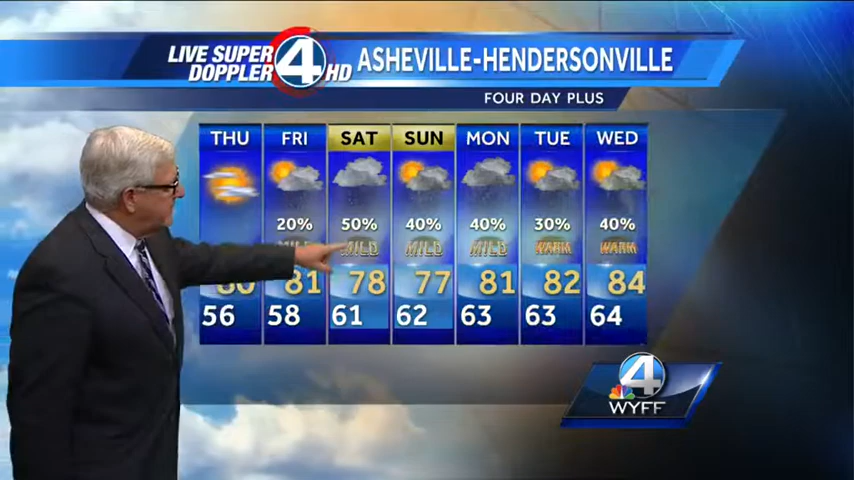 LIVE SUPER
DOPPLER 4 HD
ASHEVILLE-HENDERSONVILLE
FOUR DAY PLUS
THU FRI SAT SUN MON TUE WED
20% 50% 40% 40% 30% 40%
MILD MILD MILD MILD WARM WARM
80 81 78 77 81 82 84
56 58 61 62 63 63 64
4
WYFF